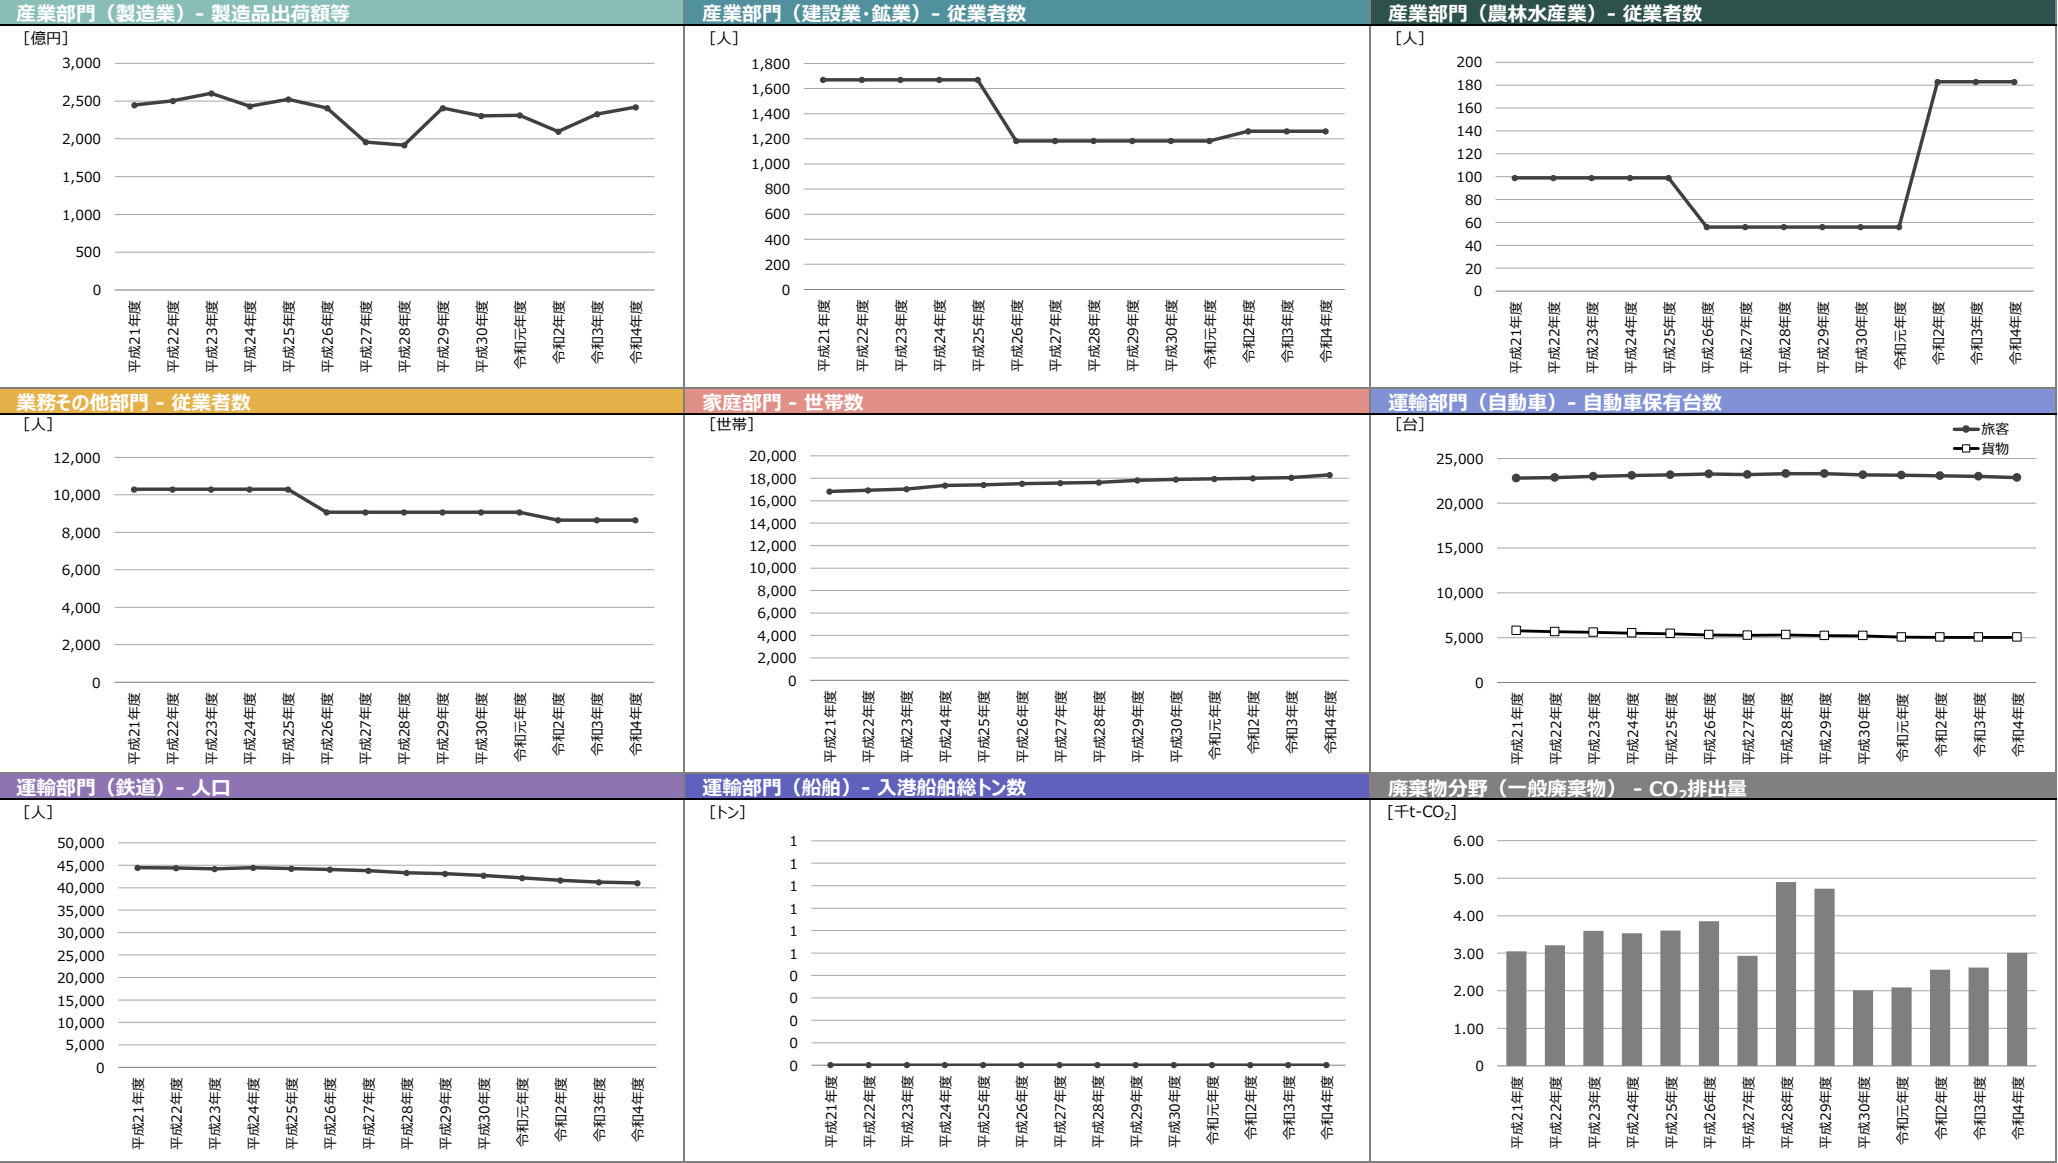 産業部門（製造業）- 製造品出荷額等
［億円］
3,000
2,500
2,000
1,500
1,000
500
0
平成21年度
平成22年度
平成23年度
平成24年度
平成25年度
平成26年度
平成27年度
平成28年度
平成29年度
平成30年度
令和元年度
令和2年度
令和3年度
令和4年度
産業部門（建設業･鉱業）- 従業者数
［人］
1,800
1,600
1,400
1,200
1,000
800
600
400
200
0
平成21年度
平成22年度
平成23年度
平成24年度
平成25年度
平成26年度
平成27年度
平成28年度
平成29年度
平成30年度
令和元年度
令和2年度
令和3年度
令和4年度
産業部門（農林水産業）- 従業者数
［人］
200
180
160
140
120
100
80
60
40
20
0
平成21年度
平成22年度
平成23年度
平成24年度
平成25年度
平成26年度
平成27年度
平成28年度
平成29年度
平成30年度
令和元年度
令和2年度
令和3年度
令和4年度
業務その他部門 - 従業者数
［人］
12,000
10,000
8,000
6,000
4,000
2,000
0
平成21年度
平成22年度
平成23年度
平成24年度
平成25年度
平成26年度
平成27年度
平成28年度
平成29年度
平成30年度
令和元年度
令和2年度
令和3年度
令和4年度
家庭部門 - 世帯数
［世帯］
20,000
18,000
16,000
14,000
12,000
10,000
8,000
6,000
4,000
2,000
0
平成21年度
平成22年度
平成23年度
平成24年度
平成25年度
平成26年度
平成27年度
平成28年度
平成29年度
平成30年度
令和元年度
令和2年度
令和3年度
令和4年度
運輸部門（自動車）- 自動車保有台数
［台］
旅客
貨物
25,000
20,000
15,000
10,000
5,000
0
平成21年度
平成22年度
平成23年度
平成24年度
平成25年度
平成26年度
平成27年度
平成28年度
平成29年度
平成30年度
令和元年度
令和2年度
令和3年度
令和4年度
運輸部門（鉄道）- 人口
［人］
50,000
45,000
40,000
35,000
30,000
25,000
20,000
15,000
10,000
5,000
0
平成21年度
平成22年度
平成23年度
平成24年度
平成25年度
平成26年度
平成27年度
平成28年度
平成29年度
平成30年度
令和元年度
令和2年度
令和3年度
令和4年度
運輸部門（船舶）- 入港船舶総トン数
［トン］
1
1
1
1
1
1
0
0
0
0
0
平成21年度
平成22年度
平成23年度
平成24年度
平成25年度
平成26年度
平成27年度
平成28年度
平成29年度
平成30年度
令和元年度
令和2年度
令和3年度
令和4年度
廃棄物分野（一般廃棄物） - CO₂排出量
［千t-CO₂］
6.00
5.00
4.00
3.00
2.00
1.00
0
平成21年度
平成22年度
平成23年度
平成24年度
平成25年度
平成26年度
平成27年度
平成28年度
平成29年度
平成30年度
令和元年度
令和2年度
令和3年度
令和4年度